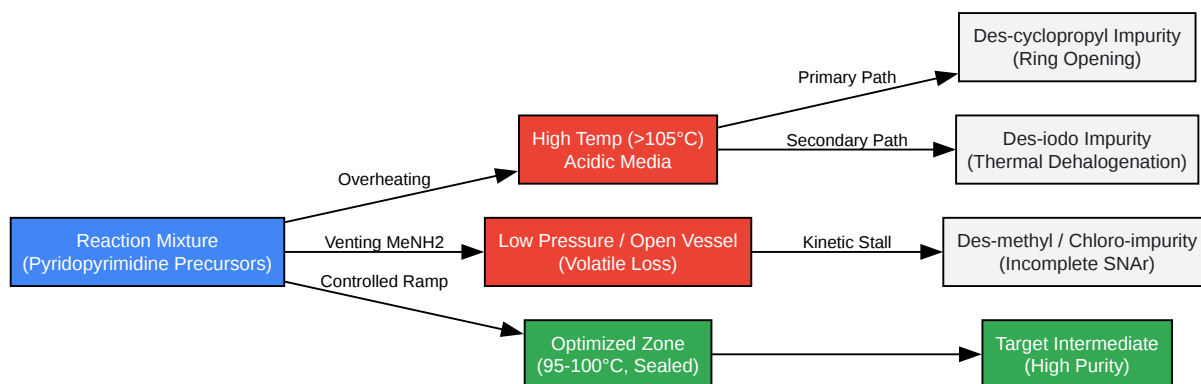 Reaction Mixture
(Pyridopyrimidine Precursors)
Overheating
High Temp (>105°C)
Acidic Media
Primary Path
Des-cyclopropyl Impurity
(Ring Opening)
Secondary Path
Des-iodo Impurity
(Thermal Dehalogenation)
Venting MeNH2
Low Pressure / Open Vessel
(Volatile Loss)
Kinetic Stall
Des-methyl / Chloro-impurity
(Incomplete SNAr)
Controlled Ramp
Optimized Zone
(95-100°C, Sealed)
Target Intermediate
(High Purity)